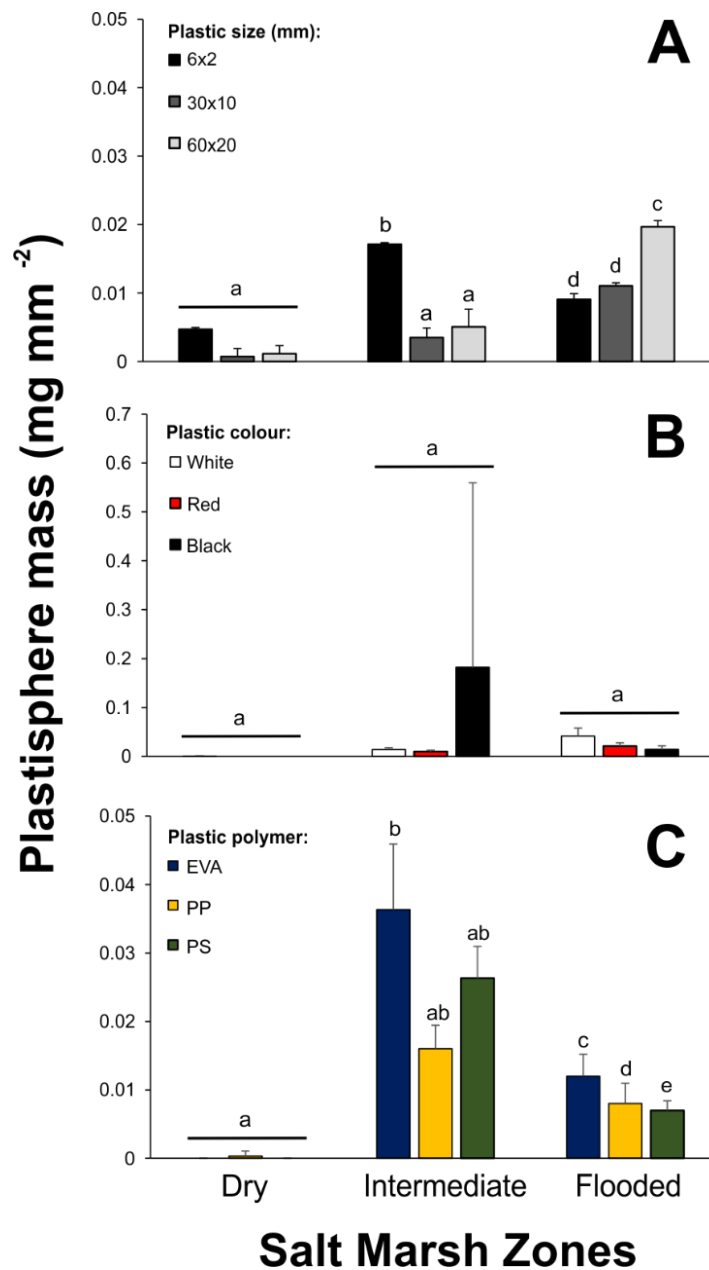 Plastisphere mass (mg mm -2)
A
Plastic size (mm):
6x2
30x10
60x20
0.05
0.04
0.03
0.02
0.01
0
a
b
a
a
d
d
c
B
Plastic colour:
White
Red
Black
0.7
0.6
0.5
0.4
0.3
0.2
0.1
0
a
a
a
C
Plastic polymer:
EVA
PP
PS
0.05
0.04
0.03
0.02
0.01
0
a
b
ab
ab
c
d
e
Dry
Intermediate
Flooded
Salt Marsh Zones